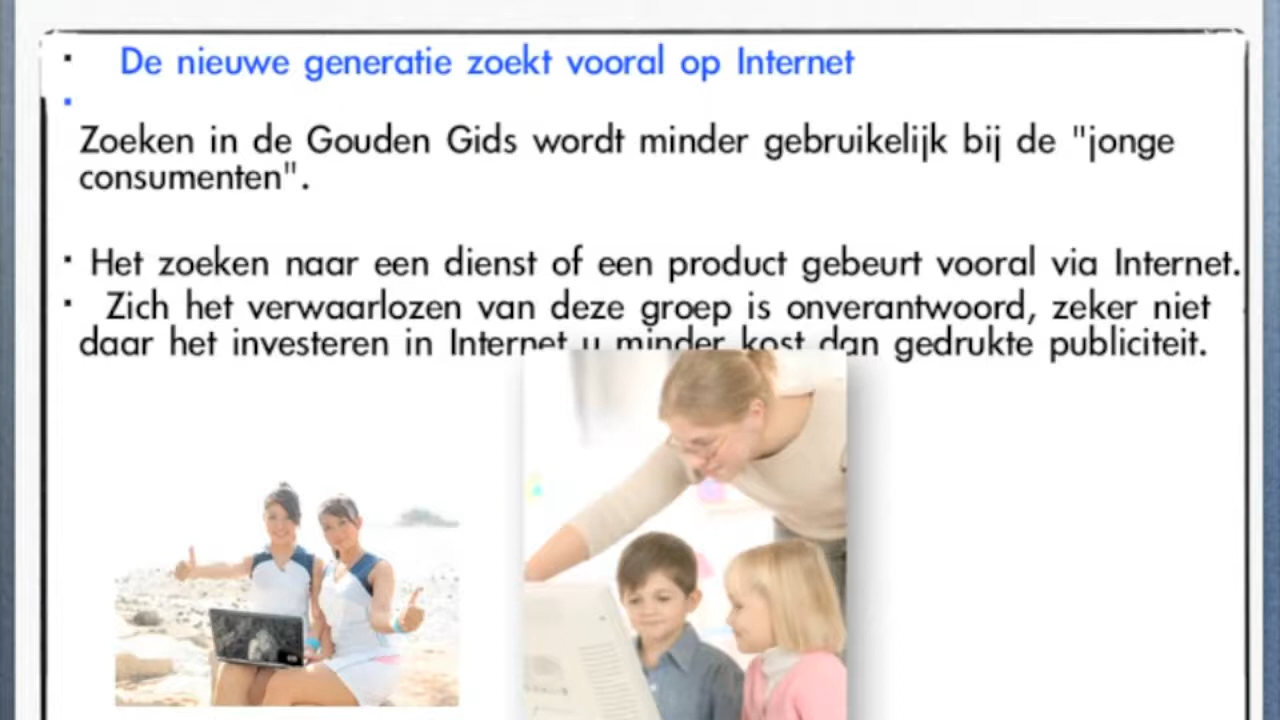 De nieuwe generatie zoekt vooral op Internet
Zoeken in de Gouden Gids wordt minder gebruikelijk bij de "jonge
consumenten".
Het zoeken naar een dienst of een product gebeurt vooral via Internet.
Zich het verwaarlozen van deze groep is onverantwoord, zeker niet
daar het investeren in Internet u minder kost dan gedrukte publiciteit.